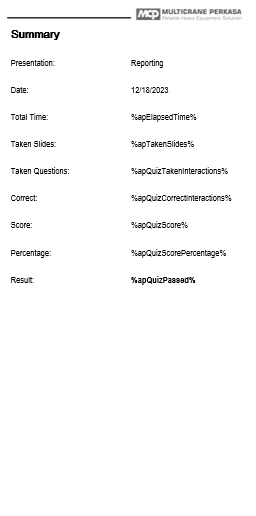 MCP MULTICRANE PERKASA
Reliable Heavy Equipment Solution
Summary
Presentation: Reporting
Date: 12/18/2023
Total Time: %apElapsedTime%
Taken Slides: %apTakenSlides%
Taken Questions: %apQuizTakenInteractions%
Correct: %apQuizCorrectInteractions%
Score: %apQuizScore%
Percentage: %apQuizScorePercentage%
Result: %apQuizPassed%